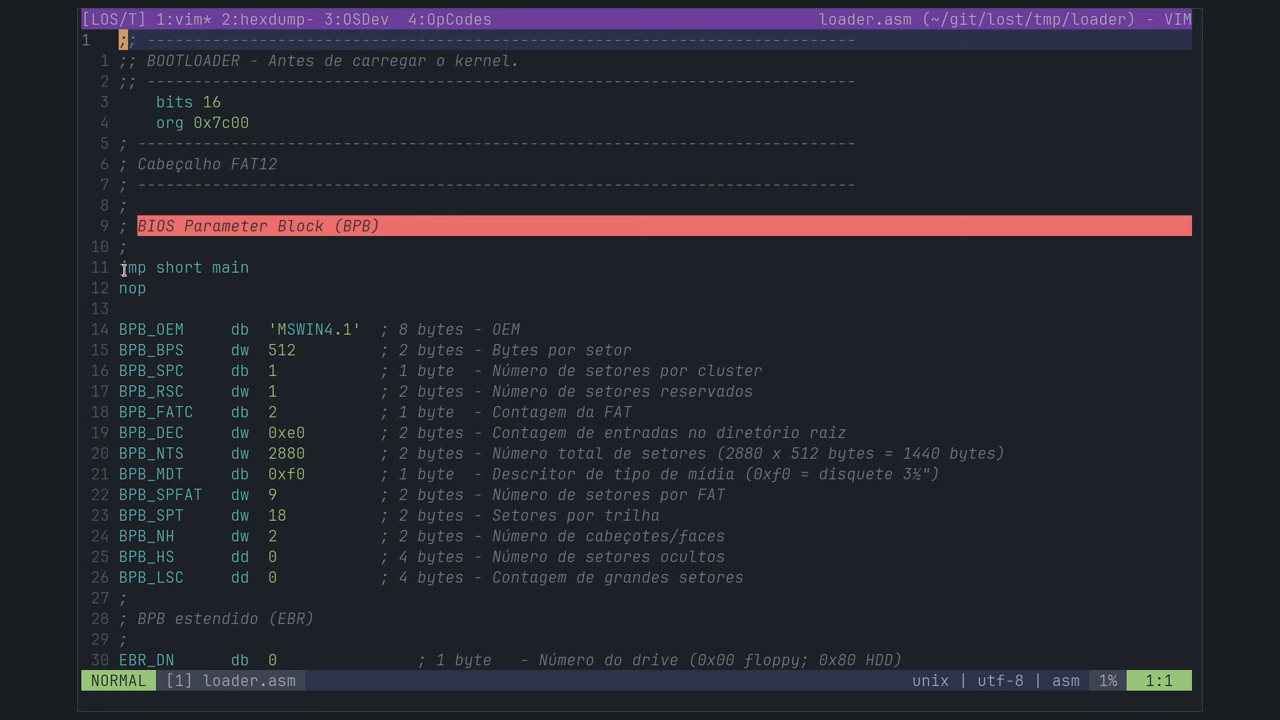 [LOS/T] 1:vim* 2:hexdump- 3:OSDev 4:OpCodes loader.asm (~/git/lost/tmp/loader) - VIM
1 ;; ----------------------------------------------------------------------------
1 ;; BOOTLOADER - Antes de carregar o kernel.
2 ;; ----------------------------------------------------------------------------
3 bits 16
4 org 0x7c00
5 ; -----------------------------------------------------------------------------
6 ; Cabeçalho FAT12
7 ; -----------------------------------------------------------------------------
8 ;
9 ; BIOS Parameter Block (BPB)
10 ;
11 jmp short main
12 nop
13
14 BPB_OEM db 'MSWIN4.1' ; 8 bytes - OEM
15 BPB_BPS dw 512 ; 2 bytes - Bytes por setor
16 BPB_SPC db 1 ; 1 byte - Número de setores por cluster
17 BPB_RSC dw 1 ; 2 bytes - Número de setores reservados
18 BPB_FATC db 2 ; 1 byte - Contagem da FAT
19 BPB_DEC dw 0xe0 ; 2 bytes - Contagem de entradas no diretório raiz
20 BPB_NTS dw 2880 ; 2 bytes - Número total de setores (2880 x 512 bytes = 1440 bytes)
21 BPB_MDT db 0xf0 ; 1 byte - Descritor de tipo de mídia (0xf0 = disquete 3½")
22 BPB_SPFAT dw 9 ; 2 bytes - Número de setores por FAT
23 BPB_SPT dw 18 ; 2 bytes - Setores por trilha
24 BPB_NH dw 2 ; 2 bytes - Número de cabeçotes/faces
25 BPB_HS dd 0 ; 4 bytes - Número de setores ocultos
26 BPB_LSC dd 0 ; 4 bytes - Contagem de grandes setores
27 ;
28 ; BPB estendido (EBR)
29 ;
30 EBR_DN db 0 ; 1 byte - Número do drive (0x00 floppy; 0x80 HDD)
NORMAL [1] loader.asm unix | utf-8 | asm 1% 1:1